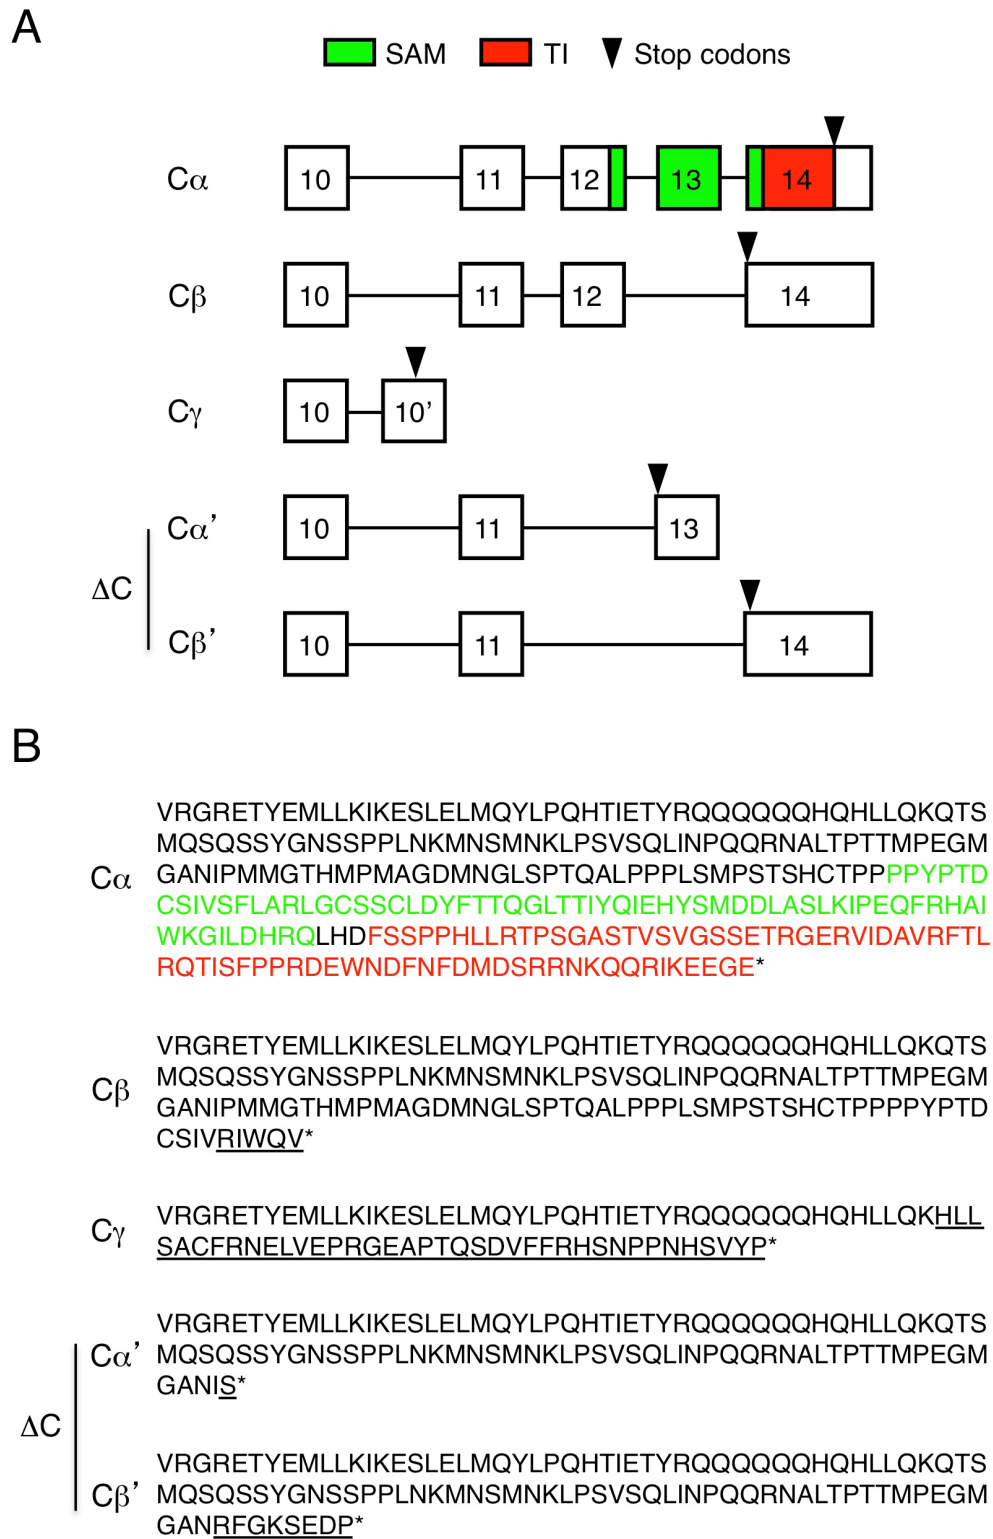 A
SAM TI Stop codons
Cα 10 11 12 13 14
Cβ 10 11 12 14
Cγ 10 10’
Cα’ 10 11 13
ΔC
Cβ’ 10 11 14
B
VRGRETYEMLLKIKESLELMQYLPQHTIETYRQQQQQQHQHLLQKQTS
MQSQSSYGNSSPPLNKMNSMNKLPSVSQLINPQQRNALTPTTMPEGM
Cα GANIPMMGTHMPMAGDMNGLSPTQALPPPLSMPSTSHCTPPPPYPTD
CSIVSFLARLGCSSCLDYFTTQGLTTIYQIEHYSMDDLASLKIPEQFRHAI
WKGILDHRQLHDFSSPPHLLRTPSGASTVSVGSSETRGERVIDAVRFTL
RQTISFPPRDEWNDFNFDMDSRRNKQQRIKEEGE*
VRGRETYEMLLKIKESLELMQYLPQHTIETYRQQQQQQHQHLLQKQTS
MQSQSSYGNSSPPLNKMNSMNKLPSVSQLINPQQRNALTPTTMPEGM
Cβ GANIPMMGTHMPMAGDMNGLSPTQALPPPLSMPSTSHCTPPPPYPTD
CSIVRIWQV*
Cγ VRGRETYEMLLKIKESLELMQYLPQHTIETYRQQQQQQHQHLLQKHLL
SACFRNELVEPRGEAPTQSDVFFRHSNPPNHSVYP*
VRGRETYEMLLKIKESLELMQYLPQHTIETYRQQQQQQHQHLLQKQTS
Cα’ MQSQSSYGNSSPPLNKMNSMNKLPSVSQLINPQQRNALTPTTMPEGM
GANIS*
ΔC
VRGRETYEMLLKIKESLELMQYLPQHTIETYRQQQQQQHQHLLQKQTS
Cβ’ MQSQSSYGNSSPPLNKMNSMNKLPSVSQLINPQQRNALTPTTMPEGM
GANRFGKSEDP*